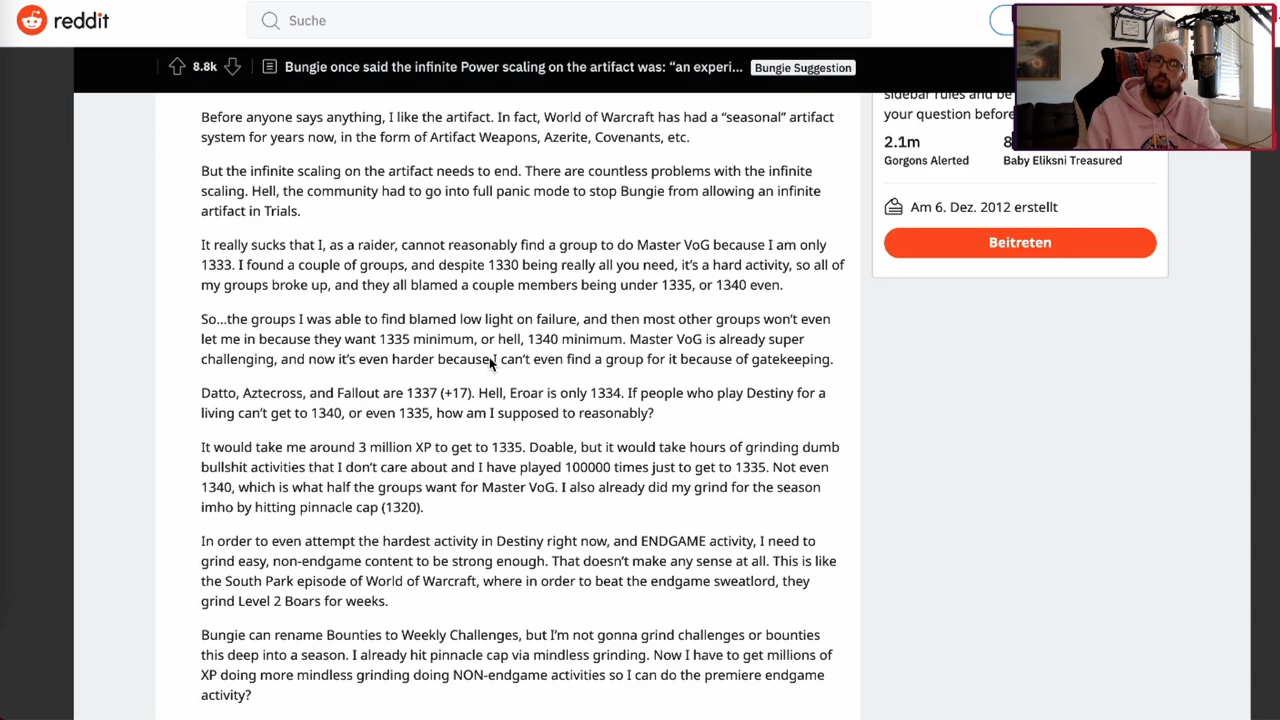 reddit
Suche
8.8k
Bungie once said the infinite Power scaling on the artifact was: “an experi...
Bungie Suggestion
Before anyone says anything, I like the artifact. In fact, World of Warcraft has had a “seasonal” artifact
system for years now, in the form of Artifact Weapons, Azerite, Covenants, etc.
But the infinite scaling on the artifact needs to end. There are countless problems with the infinite
scaling. Hell, the community had to go into full panic mode to stop Bungie from allowing an infinite
artifact in Trials.
It really sucks that I, as a raider, cannot reasonably find a group to do Master VoG because I am only
1333. I found a couple of groups, and despite 1330 being really all you need, it’s a hard activity, so all of
my groups broke up, and they all blamed a couple members being under 1335, or 1340 even.
So...the groups I was able to find blamed low light on failure, and then most other groups won’t even
let me in because they want 1335 minimum, or hell, 1340 minimum. Master VoG is already super
challenging, and now it’s even harder because I can’t even find a group for it because of gatekeeping.
Datto, Aztecross, and Fallout are 1337 (+17). Hell, Eroar is only 1334. If people who play Destiny for a
living can’t get to 1340, or even 1335, how am I supposed to reasonably?
It would take me around 3 million XP to get to 1335. Doable, but it would take hours of grinding dumb
bullshit activities that I don’t care about and I have played 100000 times just to get to 1335. Not even
1340, which is what half the groups want for Master VoG. I also already did my grind for the season
imho by hitting pinnacle cap (1320).
In order to even attempt the hardest activity in Destiny right now, and ENDGAME activity, I need to
grind easy, non-endgame content to be strong enough. That doesn’t make any sense at all. This is like
the South Park episode of World of Warcraft, where in order to beat the endgame sweatlord, they
grind Level 2 Boars for weeks.
Bungie can rename Bounties to Weekly Challenges, but I’m not gonna grind challenges or bounties
this deep into a season. I already hit pinnacle cap via mindless grinding. Now I have to get millions of
XP doing more mindless grinding doing NON-endgame activities so I can do the premiere endgame
activity?
sidebar rules and be
your question before
2.1m
8
Gorgons Alerted
Baby Eliksni Treasured
Am 6. Dez. 2012 erstellt
Beitreten